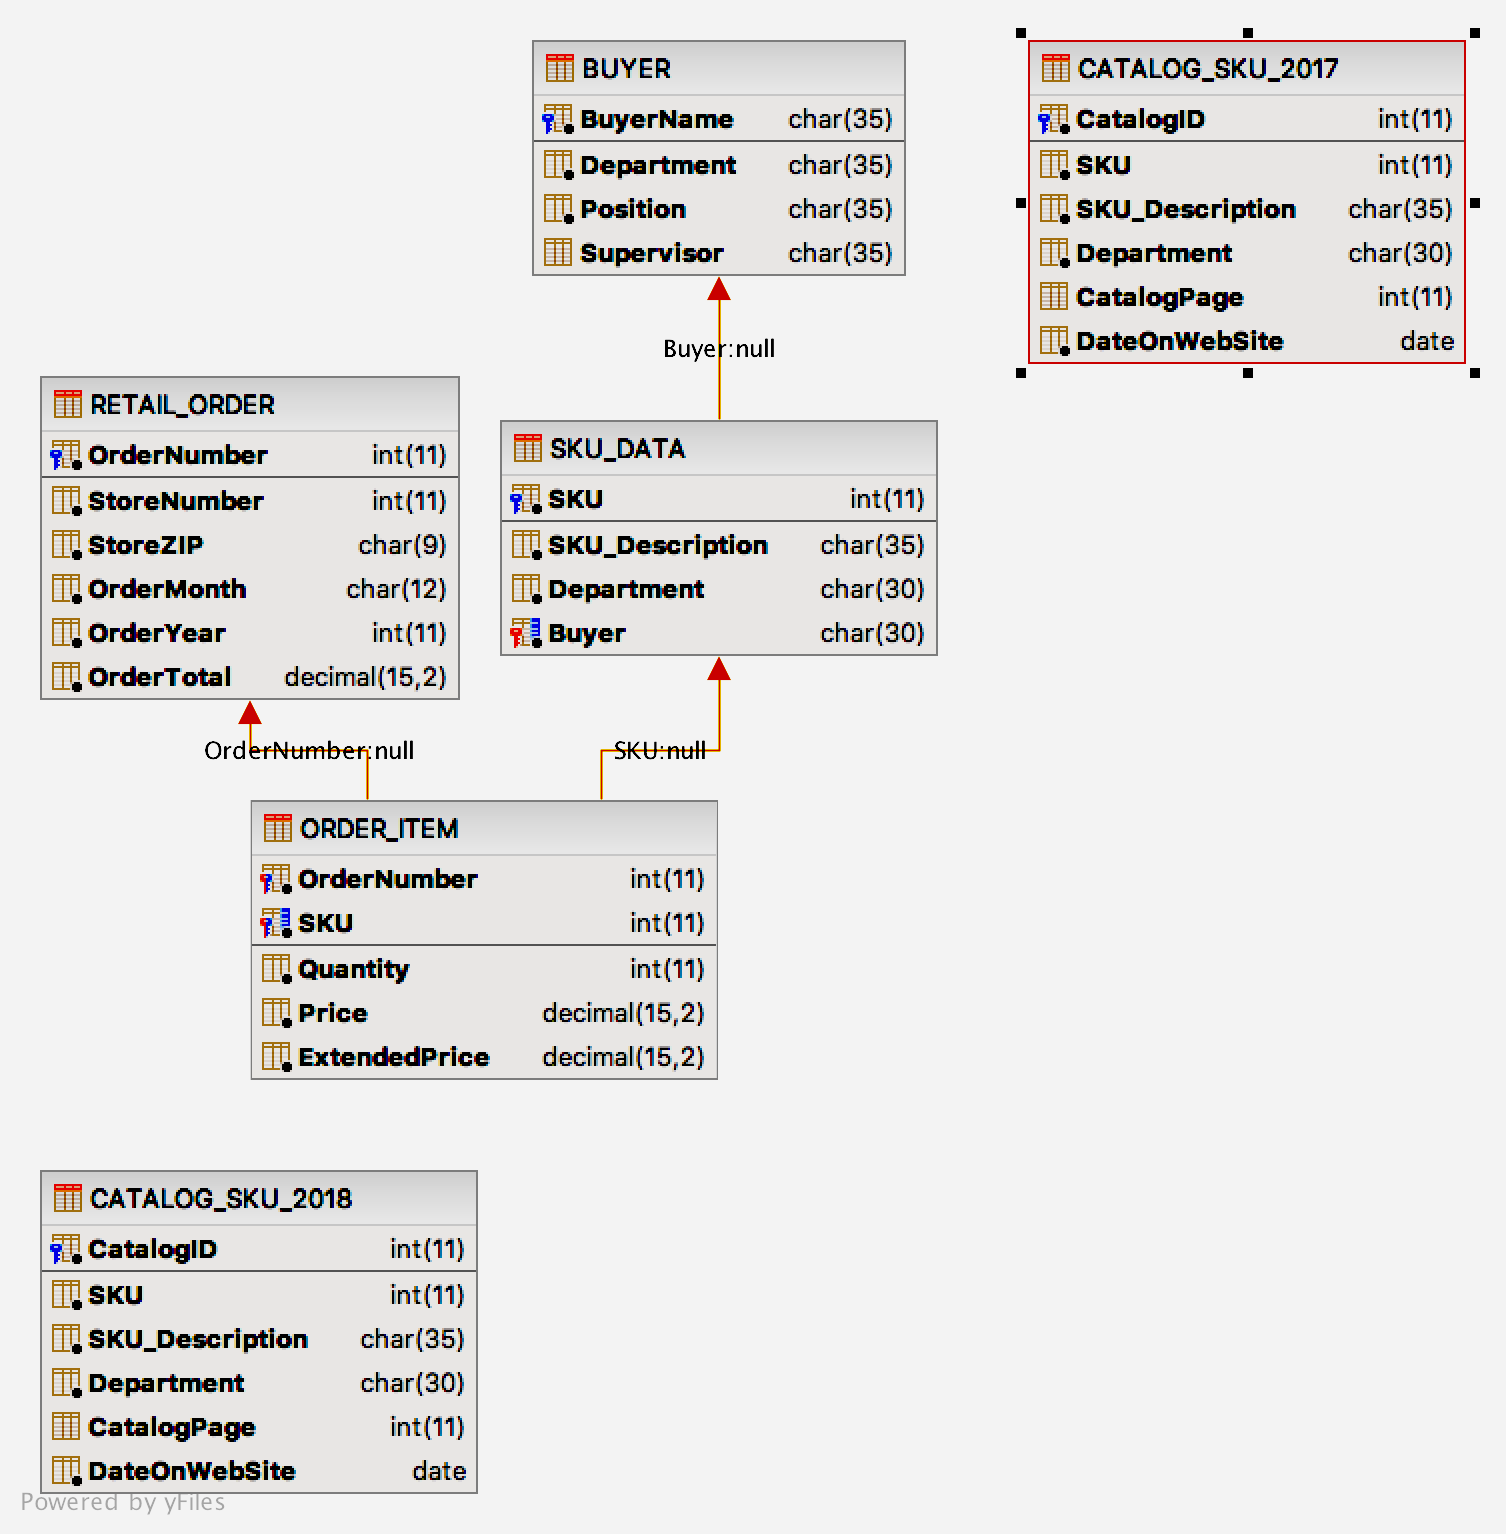 BUYER
BuyerName char(35)
Department char(35)
Position char(35)
Supervisor char(35)
CATALOG_SKU_2017
CatalogID int(11)
SKU int(11)
SKU_Description char(35)
Department char(30)
CatalogPage int(11)
DateOnWebSite date
Buyer:null
RETAIL_ORDER
OrderNumber int(11)
StoreNumber int(11)
StoreZIP char(9)
OrderMonth char(12)
OrderYear int(11)
OrderTotal decimal(15,2)
SKU_DATA
SKU int(11)
SKU_Description char(35)
Department char(30)
Buyer char(30)
OrderNumber:null
SKU:null
ORDER_ITEM
OrderNumber int(11)
SKU int(11)
Quantity int(11)
Price decimal(15,2)
ExtendedPrice decimal(15,2)
CATALOG_SKU_2018
CatalogID int(11)
SKU int(11)
SKU_Description char(35)
Department char(30)
CatalogPage int(11)
DateOnWebSite date
Powered by yFiles